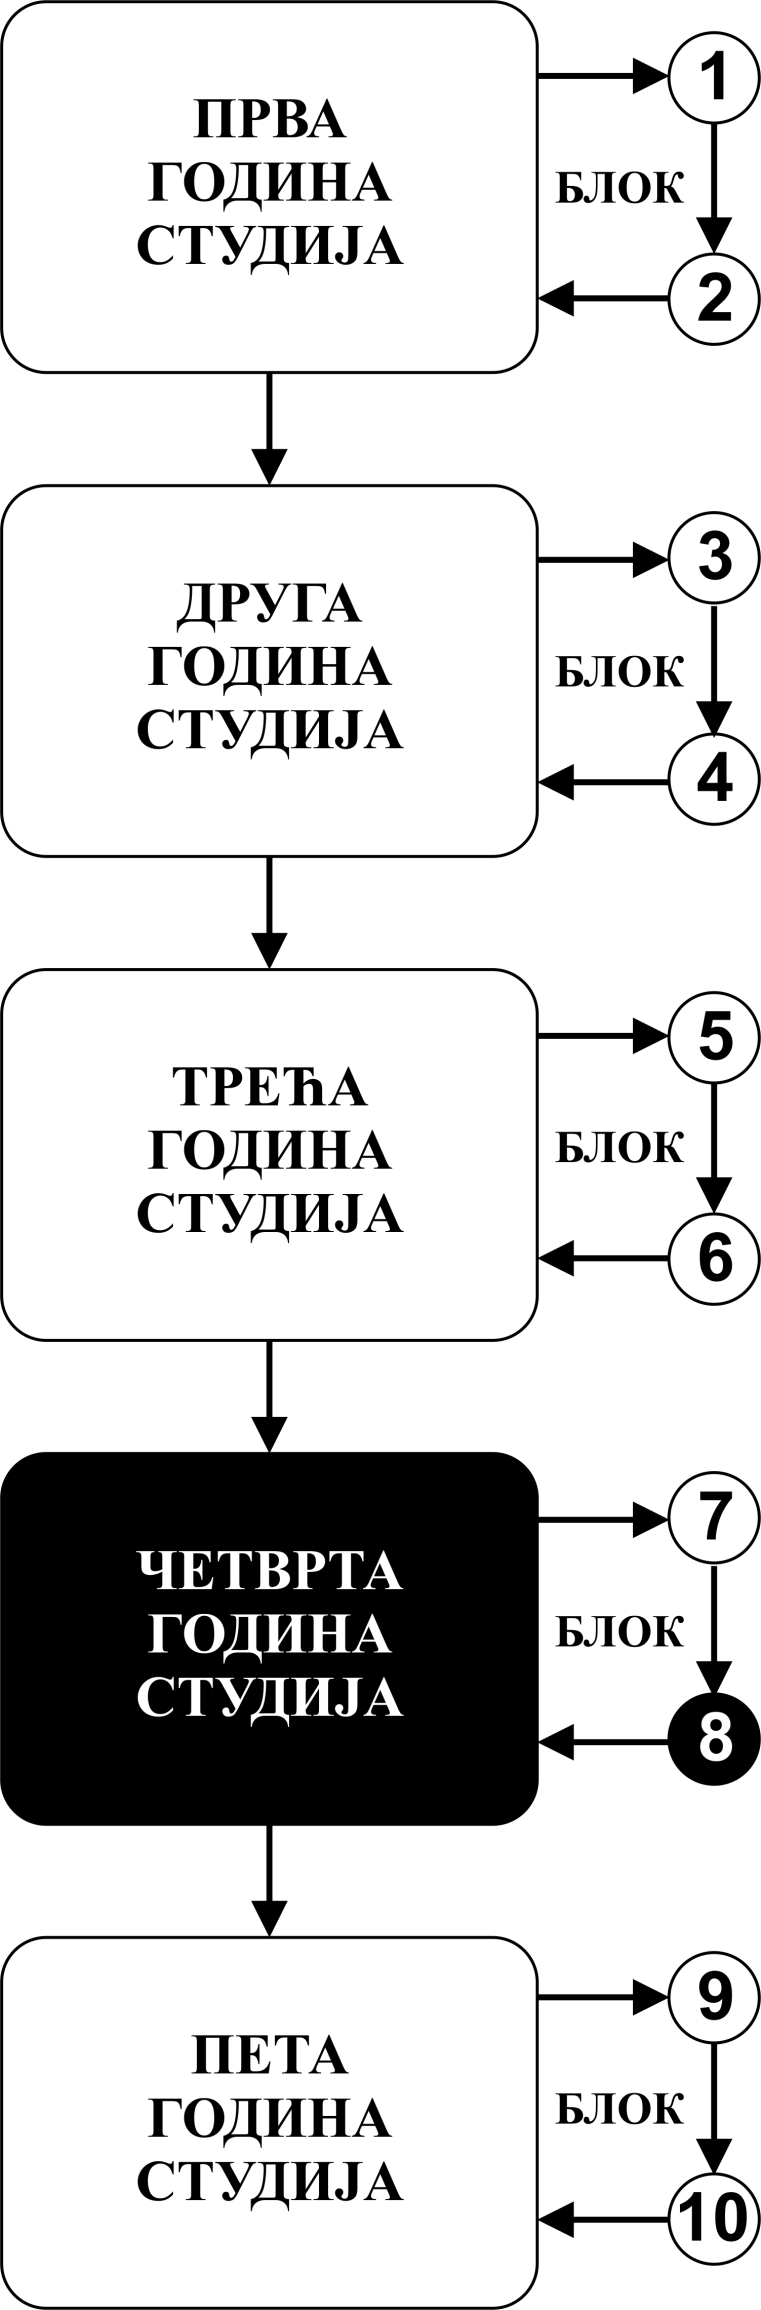 ПРВА
ГОДИНА
СТУДИЈА
1
БЛОК
2
ДРУГА
ГОДИНА
СТУДИЈА
3
БЛОК
4
ТРЕЋА
ГОДИНА
СТУДИЈА
5
БЛОК
6
ЧЕТВРТА
ГОДИНА
СТУДИЈА
7
БЛОК
8
ПЕТА
ГОДИНА
СТУДИЈА
9
БЛОК
10